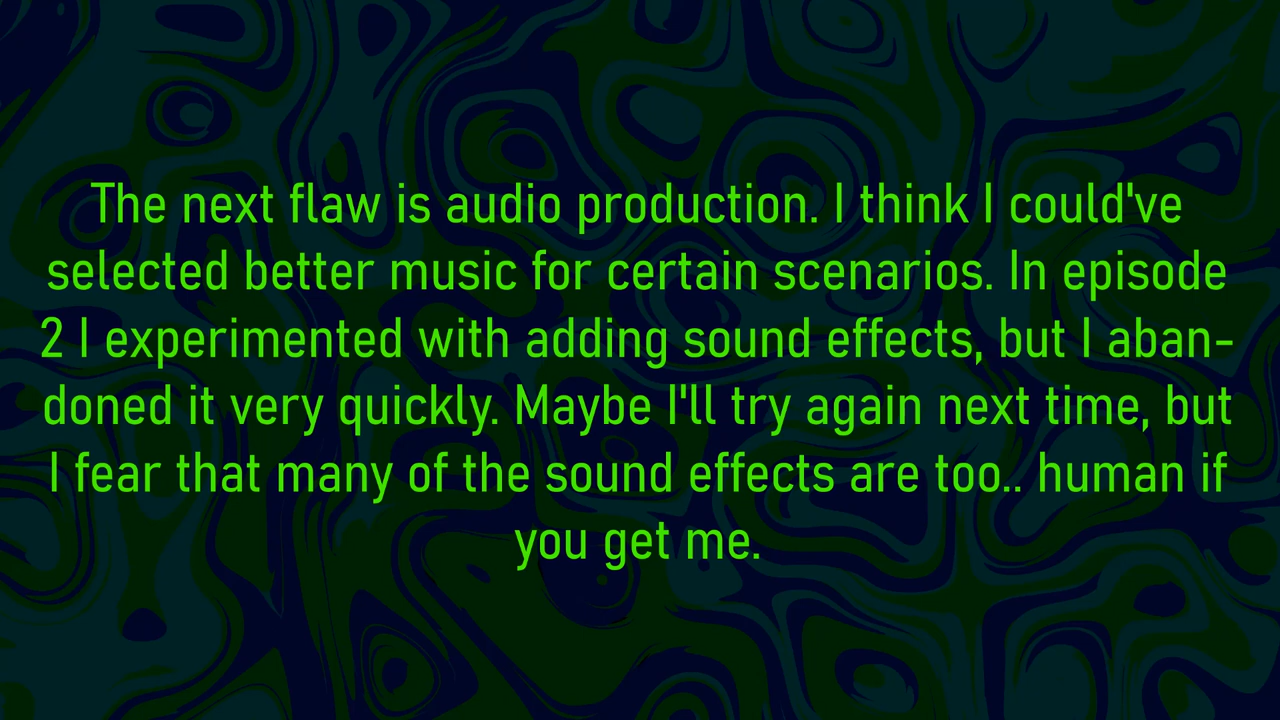 The next flaw is audio production. I think I could've
selected better music for certain scenarios. In episode
2 I experimented with adding sound effects, but I aban-
doned it very quickly. Maybe I'll try again next time, but
I fear that many of the sound effects are too.. human if
you get me.